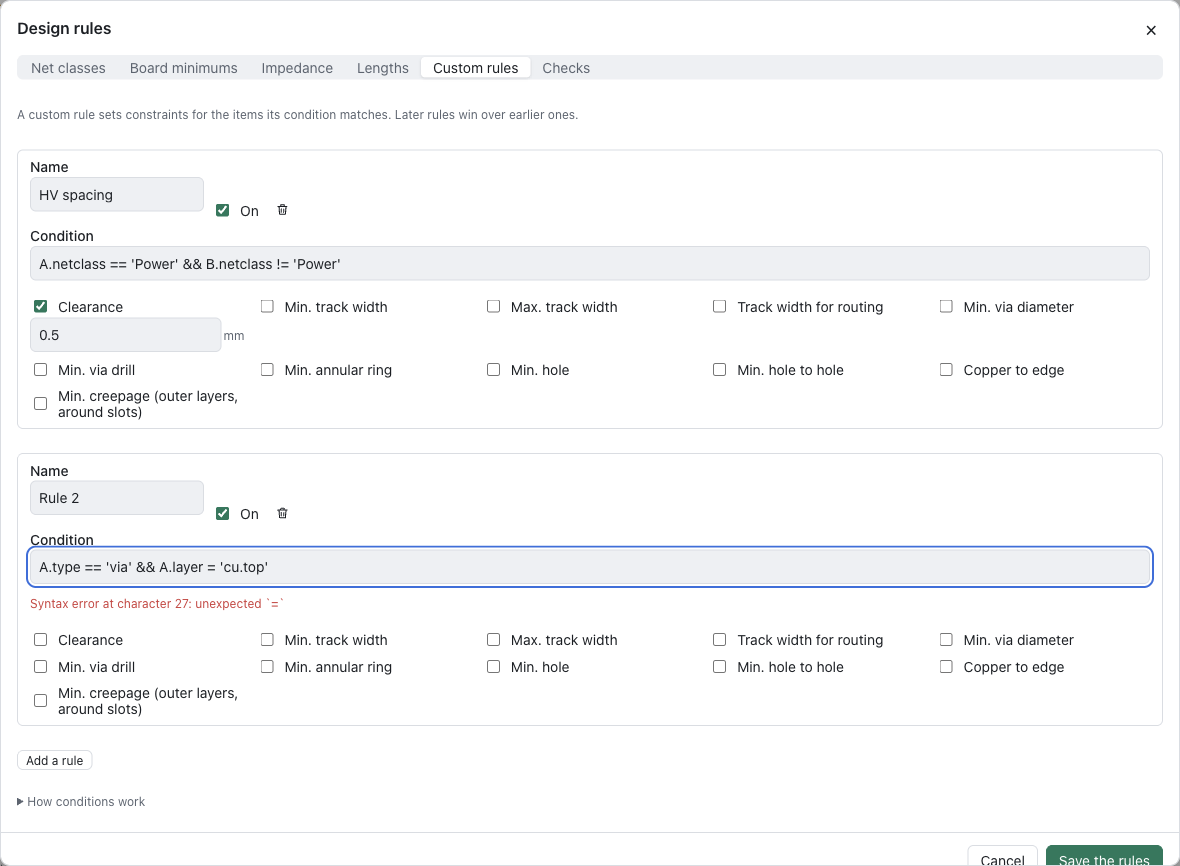 Design rules
Net classes Board minimums Impedance Lengths Custom rules Checks
A custom rule sets constraints for the items its condition matches. Later rules win over earlier ones.
Name
HV spacing
On
Condition
A.netclass == 'Power' && B.netclass != 'Power'
Clearance Min. track width Max. track width Track width for routing Min. via diameter
0.5 mm
Min. via drill Min. annular ring Min. hole Min. hole to hole Copper to edge
Min. creepage (outer layers,
around slots)
Name
Rule 2
On
Condition
A.type == 'via' && A.layer = 'cu.top'
Syntax error at character 27: unexpected `=`
Clearance Min. track width Max. track width Track width for routing Min. via diameter
Min. via drill Min. annular ring Min. hole Min. hole to hole Copper to edge
Min. creepage (outer layers,
around slots)
Add a rule
How conditions work
Cancel Save the rules